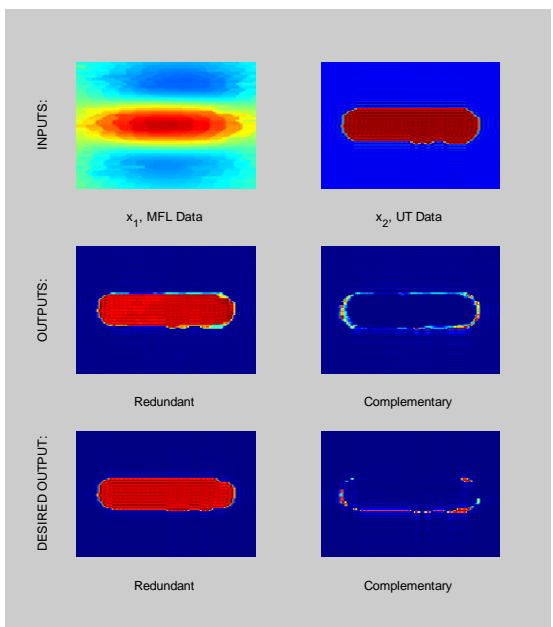 INPUTS:
x1, MFL Data
x2, UT Data
OUTPUTS:
Redundant
Complementary
DESIRED OUTPUT:
Redundant
Complementary